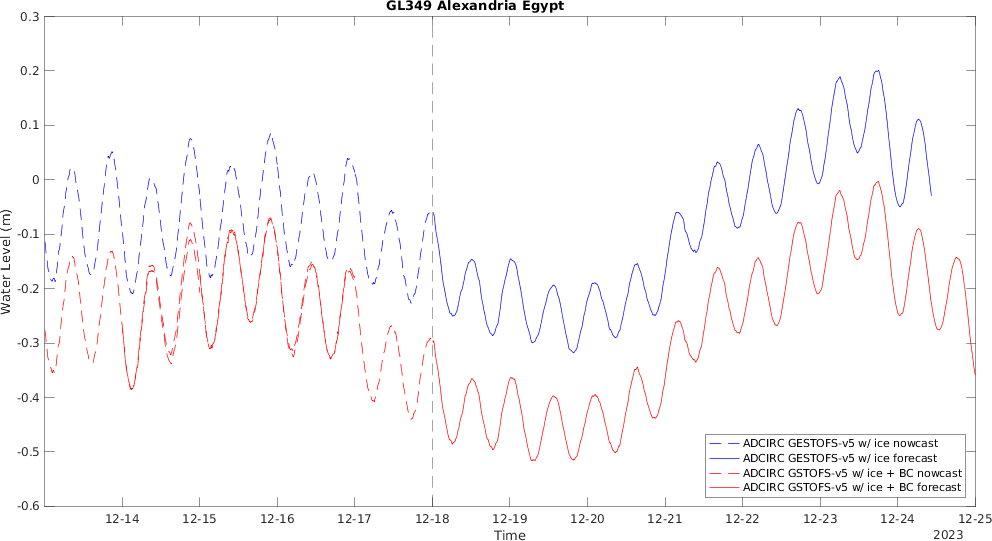 GL349 Alexandria Egypt
0.3
0.2
0.1
0
-0.1
-0.2
-0.3
-0.4
-0.5
-0.6
Water Level (m)
ADCIRC GESTOFS-v5 w/ ice nowcast
ADCIRC GESTOFS-v5 w/ ice forecast
ADCIRC GSTOFS-v5 w/ ice + BC nowcast
ADCIRC GSTOFS-v5 w/ ice + BC forecast
12-14 12-15 12-16 12-17 12-18 12-19 12-20 12-21 12-22 12-23 12-24 12-25
Time
2023